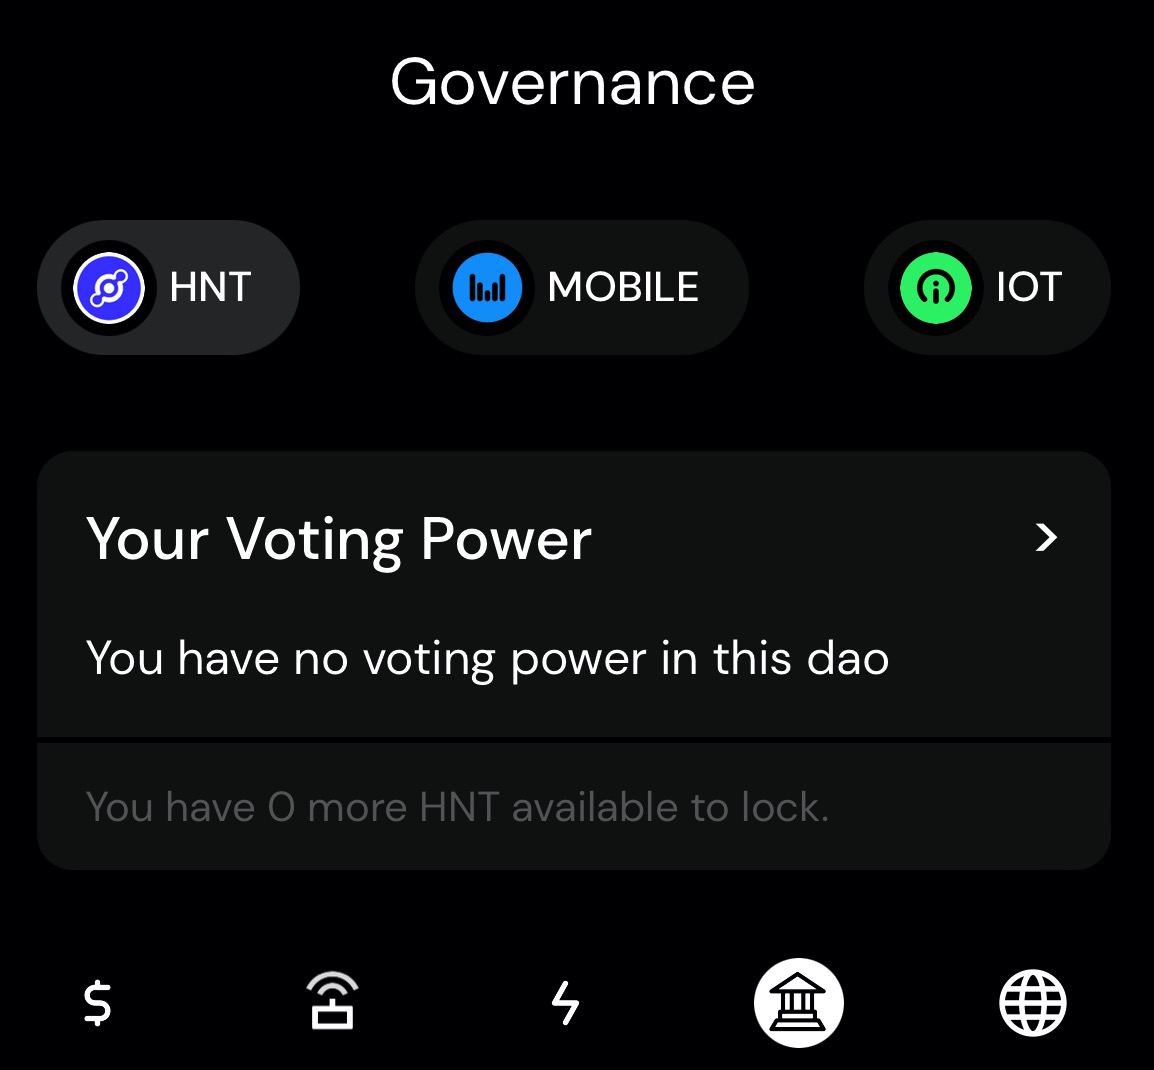 Governance
HNT
MOBILE
IOT
Your Voting Power
You have no voting power in this dao
You have 0 more HNT available to lock.